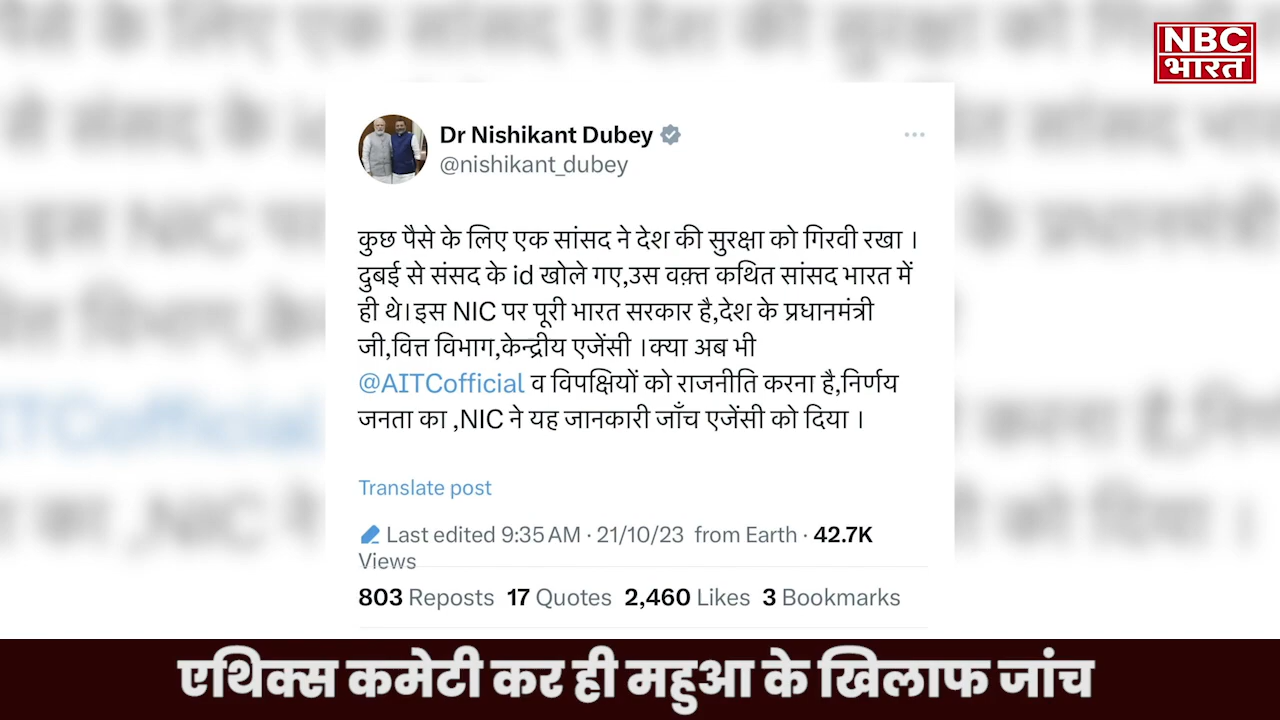 NBC
भारत
Dr Nishikant Dubey
@nishikant_dubey
कुछ पैसे के लिए एक सांसद ने देश की सुरक्षा को गिरवी रखा ।
दुबई से संसद के id खोले गए,उस वक़्त कथित सांसद भारत में
ही थे। इस NIC पर पूरी भारत सरकार है,देश के प्रधानमंत्री
जी,वित्त विभाग,केन्द्रीय एजेंसी ।क्या अब भी
@AITCofficial व विपक्षियों को राजनीति करना है,निर्णय
जनता का ,NIC ने यह जानकारी जाँच एजेंसी को दिया ।
Translate post
Last edited 9:35 AM · 21/10/23 from Earth · 42.7K
Views
803 Reposts 17 Quotes 2,460 Likes 3 Bookmarks
एथिक्स कमेटी कर ही महुआ के खिलाफ जांच